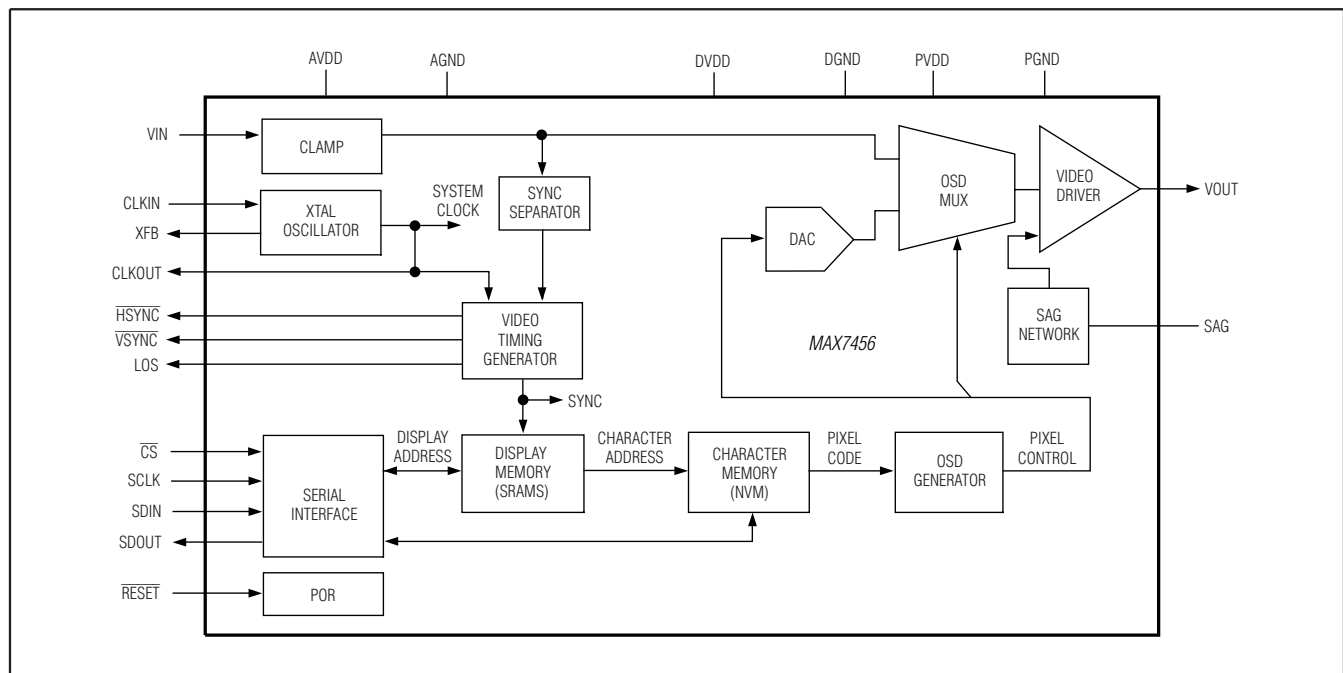 AVDD
AGND
DVDD
DGND
PVDD
PGND
VIN
CLAMP
CLKIN
XFB
XTAL
OSCILLATOR
SYSTEM
CLOCK
SYNC
SEPARATOR
OSD
MUX
VIDEO
DRIVER
VOUT
DAC
CLKOUT
HSYNC
VSYNC
LOS
VIDEO
TIMING
GENERATOR
MAX7456
SAG
NETWORK
SAG
SYNC
CS
SCLK
SDIN
SDOUT
SERIAL
INTERFACE
DISPLAY
ADDRESS
DISPLAY
MEMORY
(SRAMS)
CHARACTER
ADDRESS
CHARACTER
MEMORY
(NVM)
PIXEL
CODE
OSD
GENERATOR
PIXEL
CONTROL
RESET
POR